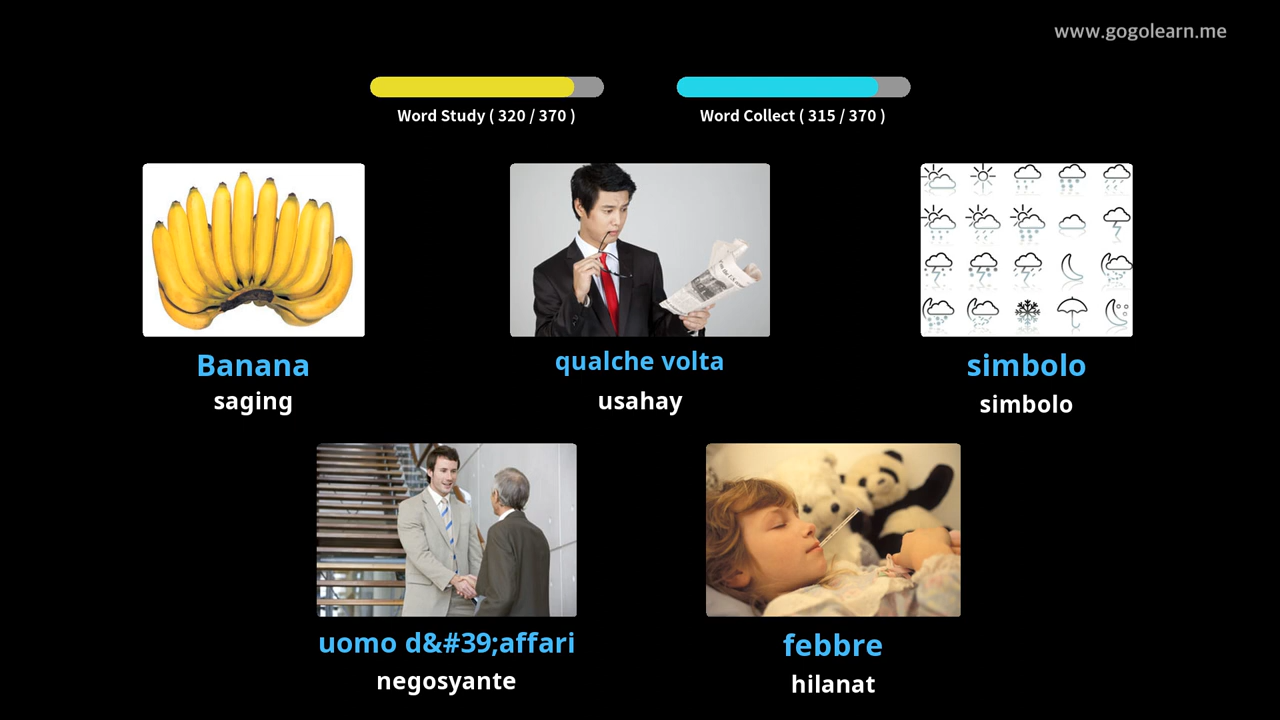 www.gogolearn.me
Word Study ( 320 / 370 )
Word Collect ( 315 / 370 )
Banana
saging
qualche volta
usahay
simbolo
simbolo
uomo d&#39;affari
negosyante
febbre
hilanat